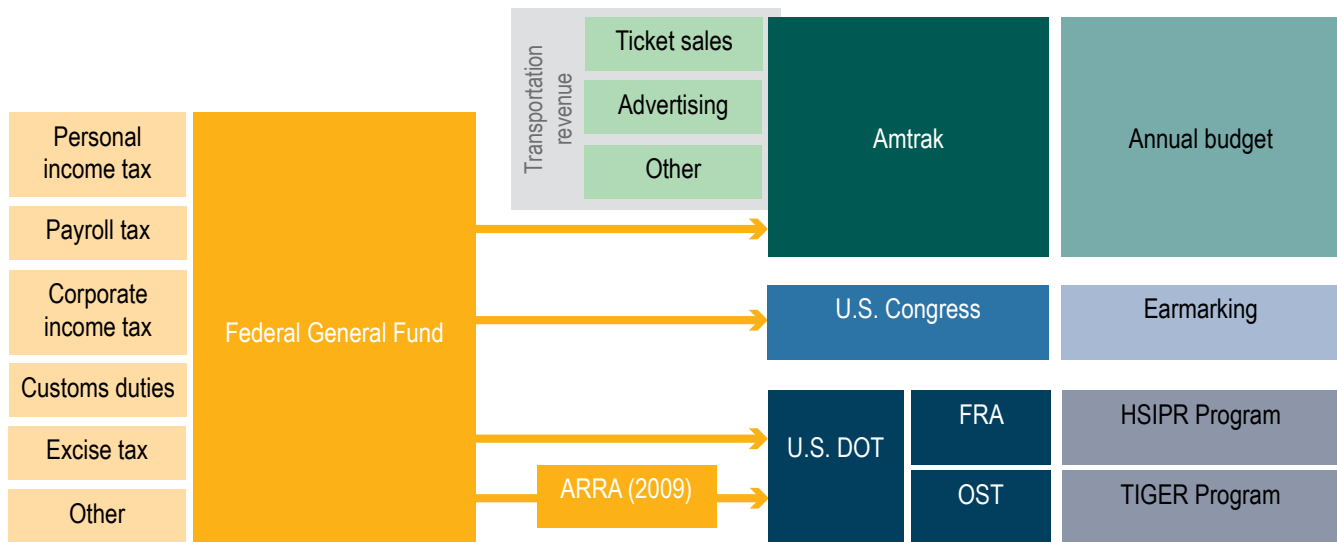 Personal
income tax
Payroll tax
Corporate
income tax
Customs duties
Excise tax
Other
Federal General Fund
Transportation
revenue
Ticket sales
Advertising
Other
ARRA (2009)
Amtrak
Annual budget
U.S. Congress
Earmarking
U.S. DOT
FRA
HSIPR Program
OST
TIGER Program